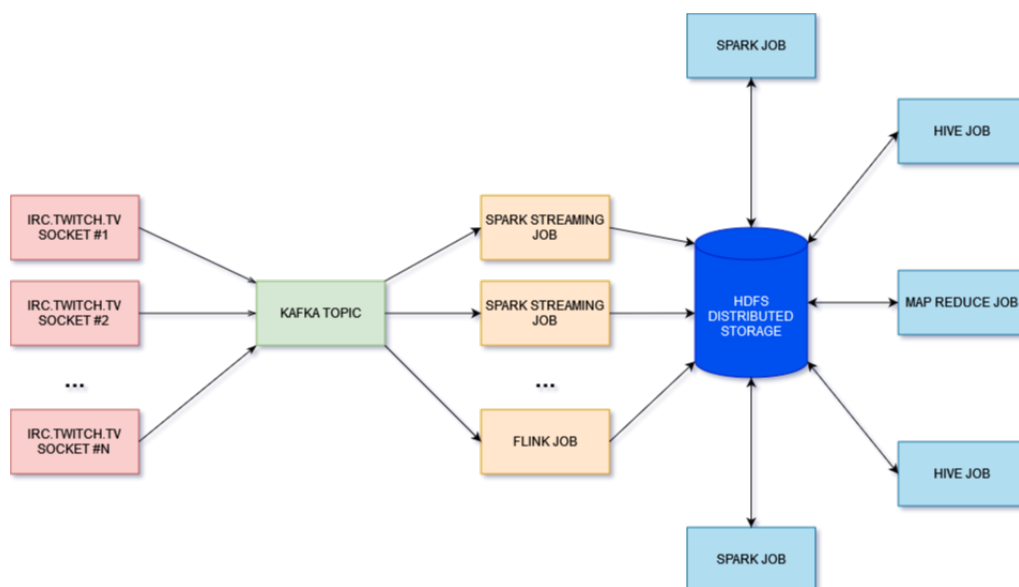 SPARK JOB
HIVE JOB
IRC.TWITCH.TV
SOCKET #1
SPARK STREAMING
JOB
IRC.TWITCH.TV
SOCKET #2
KAFKA TOPIC
SPARK STREAMING
JOB
HDFS
DISTRIBUTED
STORAGE
MAP REDUCE JOB
...
...
IRC.TWITCH.TV
SOCKET #N
FLINK JOB
HIVE JOB
SPARK JOB